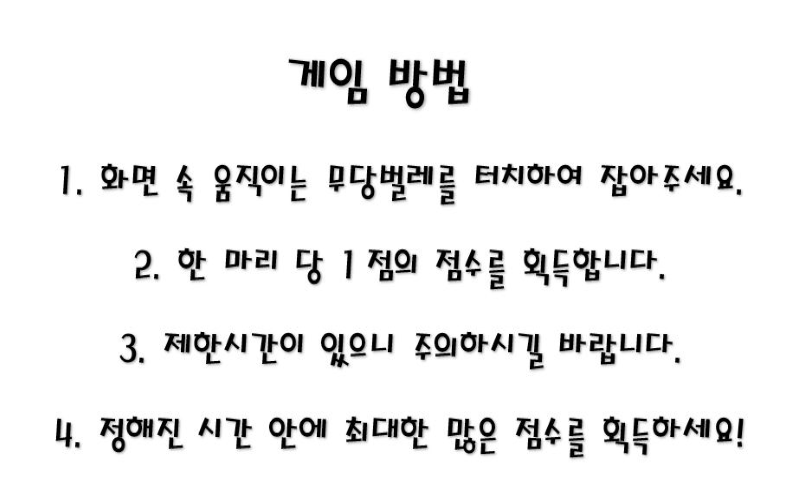 게임 방법
1. 화면 속 움직이는 무당벌레를 터치하여 잡아주세요.
2. 한 마리 당 1점의 점수를 획득합니다.
3. 제한시간이 있으니 주의하시길 바랍니다.
4. 정해진 시간 안에 최대한 많은 점수를 획득하세요!